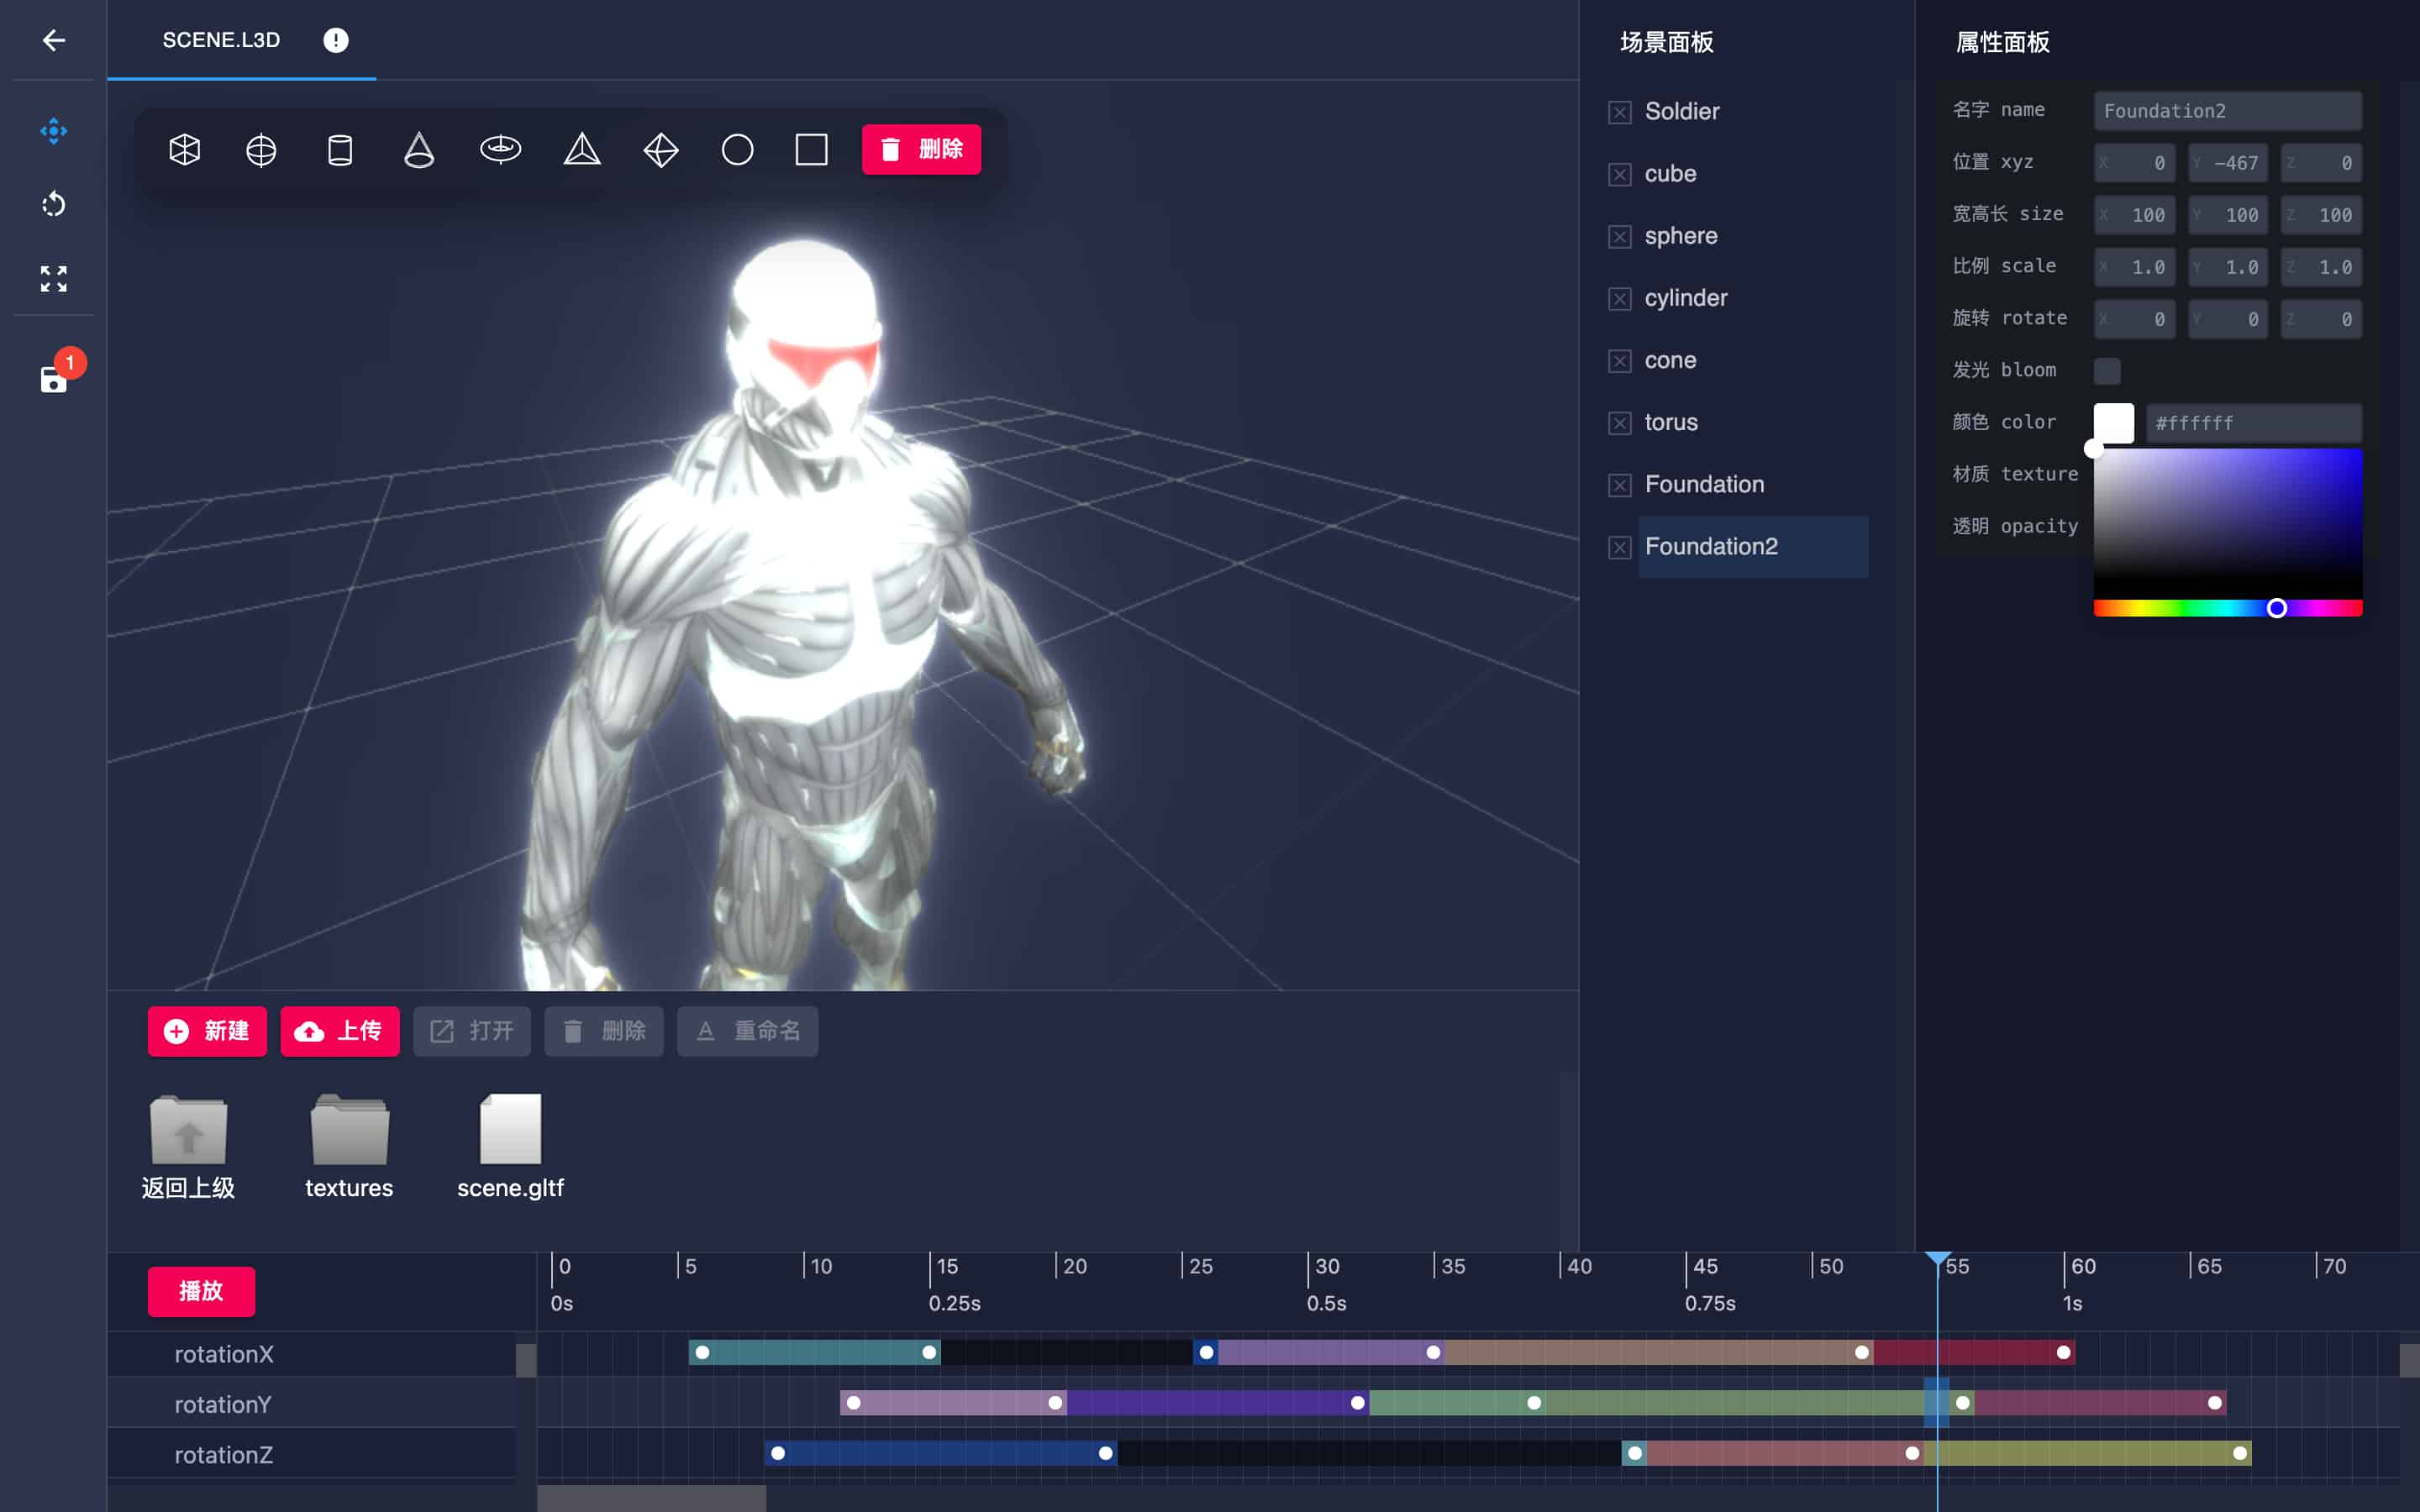 SCENE.L3D
场景面板
属性面板
删除
Soldier
cube
sphere
cylinder
cone
torus
Foundation
Foundation2
名字 name Foundation2
位置 xyz X 0 Y -467 Z 0
宽高长 size X 100 Y 100 Z 100
比例 scale X 1.0 Y 1.0 Z 1.0
旋转 rotate X 0 Y 0 Z 0
发光 bloom
颜色 color #ffffff
材质 texture
透明 opacity
1
新建 上传 打开 删除 重命名
返回上级 textures scene.gltf
播放
0 5 10 15 20 25 30 35 40 45 50 55 60 65 70
0s 0.25s 0.5s 0.75s 1s
rotationX
rotationY
rotationZ